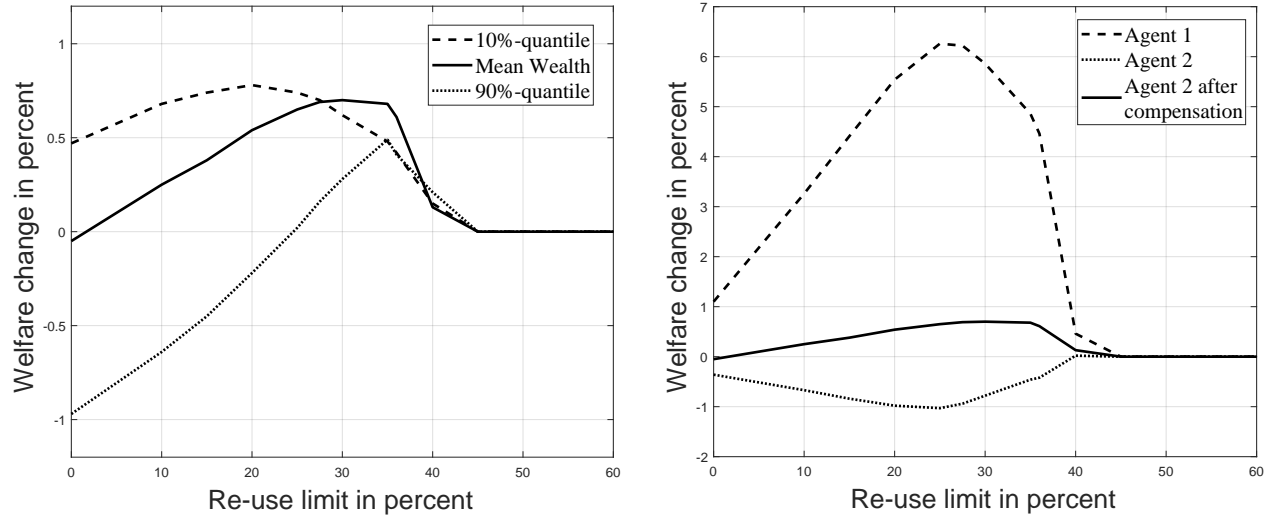 1
0.5
0
-0.5
-1
Welfare change in percent
0 10 20 30 40 50 60
Re-use limit in percent
10%-quantile
Mean Wealth
90%-quantile
7
6
5
4
3
2
1
0
-1
-2
Welfare change in percent
0 10 20 30 40 50 60
Re-use limit in percent
Agent 1
Agent 2
Agent 2 after
compensation